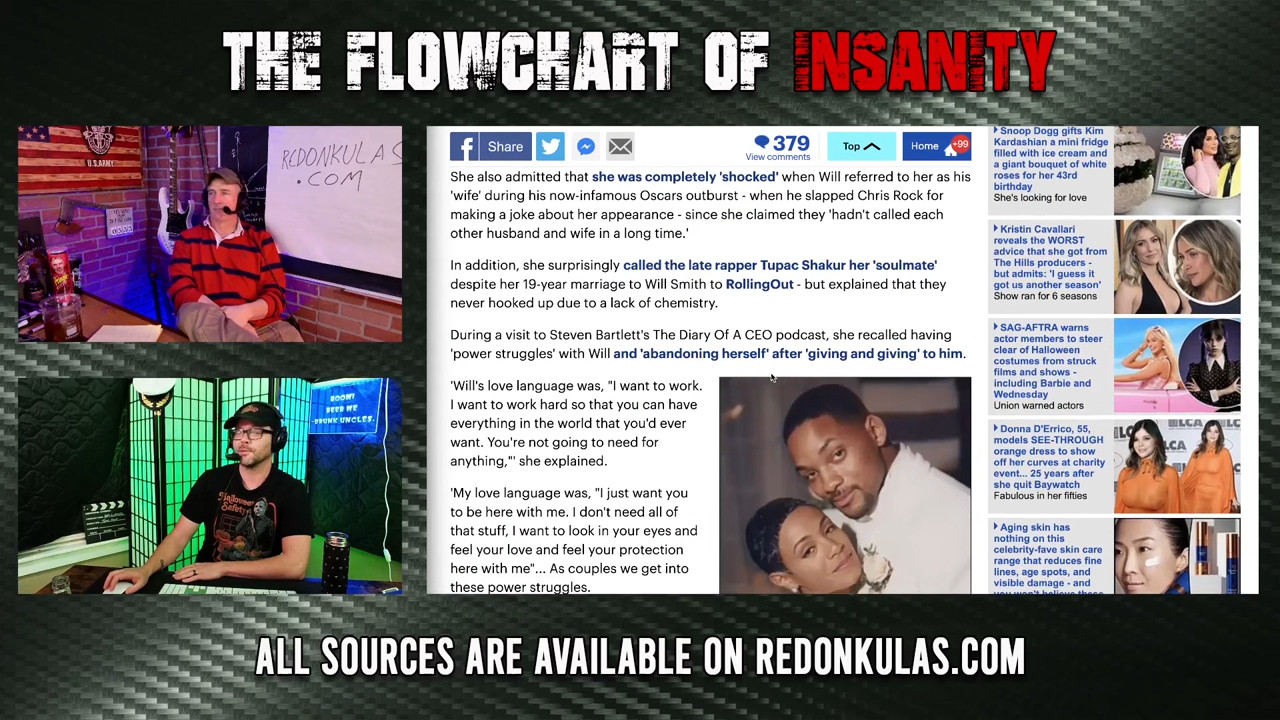 THE FLOWCHART OF INSANITY
U.S. ARMY
REDONKULAS
.COM
BOOM!
BEER ME
-DRUNK UNCLES.
Halloween
Safety
Share
379
View comments
Top
Home
+99
She also admitted that she was completely 'shocked' when Will referred to her as his
'wife' during his now-infamous Oscars outburst - when he slapped Chris Rock for
making a joke about her appearance - since she claimed they 'hadn't called each
other husband and wife in a long time.'
In addition, she surprisingly called the late rapper Tupac Shakur her 'soulmate'
despite her 19-year marriage to Will Smith to RollingOut - but explained that they
never hooked up due to a lack of chemistry.
During a visit to Steven Bartlett's The Diary Of A CEO podcast, she recalled having
'power struggles' with Will and 'abandoning herself' after 'giving and giving' to him.
'Will's love language was, "I want to work.
I want to work hard so that you can have
everything in the world that you'd ever
want. You're not going to need for
anything,"' she explained.
'My love language was, "I just want you
to be here with me. I don't need all of
that stuff, I want to look in your eyes and
feel your love and feel your protection
here with me"... As couples we get into
these power struggles.
Snoop Dogg gifts Kim
Kardashian a mini fridge
filled with ice cream and
a giant bouquet of white
roses for her 43rd
birthday
She's looking for love
Kristin Cavallari
reveals the WORST
advice that she got from
The Hills producers -
but admits: 'I guess it
got us another season'
Show ran for 6 seasons
SAG-AFTRA warns
actor members to steer
clear of Halloween
costumes from struck
films and shows -
including Barbie and
Wednesday
Union warned actors
Donna D'Errico, 55,
models SEE-THROUGH
orange dress to show
off her curves at charity
event... 25 years after
she quit Baywatch
Fabulous in her fifties
LCA
Aging skin has
nothing on this
celebrity-fave skin care
range that reduces fine
lines, age spots, and
visible damage - and
you won't believe these
ALL SOURCES ARE AVAILABLE ON REDONKULAS.COM